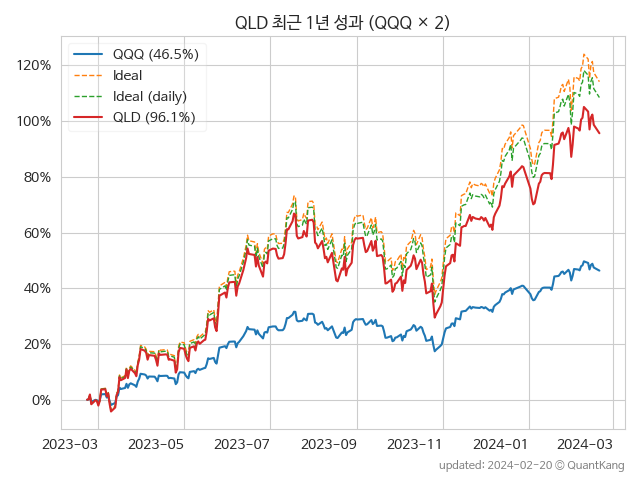 QLD 최근 1년 성과 (QQQ × 2)
QQQ (46.5%)
Ideal
Ideal (daily)
QLD (96.1%)
120%
100%
80%
60%
40%
20%
0%
2023-03 2023-05 2023-07 2023-09 2023-11 2024-01 2024-03
updated: 2024-02-20 © QuantKang